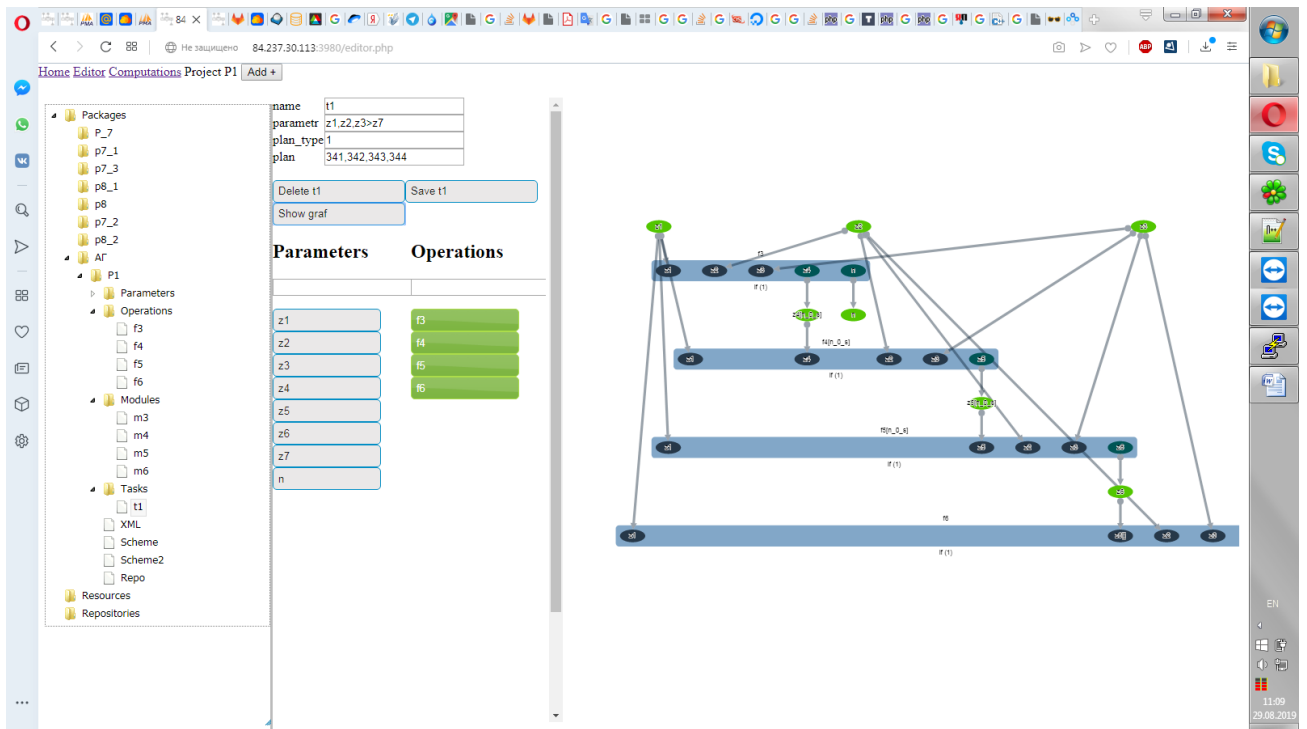 84
Не защищено 84.237.30.113:3980/editor.php
ABP
Home Editor Computations Project P1 Add +
Packages
P_7
p7_1
p7_3
p8_1
p8
p7_2
p8_2
АГ
P1
Parameters
Operations
f3
f4
f5
f6
Modules
m3
m4
m5
m6
Tasks
t1
XML
Scheme
Scheme2
Repo
Resources
Repositories
name t1
parametr z1,z2,z3>z7
plan_type 1
plan 341,342,343,344
Delete t1 Save t1
Show graf
Parameters Operations
z1 f3
z2 f4
z3 f5
z4 f6
z5
z6
z7
n
f3
if (1)
f4[n_0_s]
if (1)
f5[n_0_s]
if (1)
f6
if (1)
EN
11:09
29.08.2019